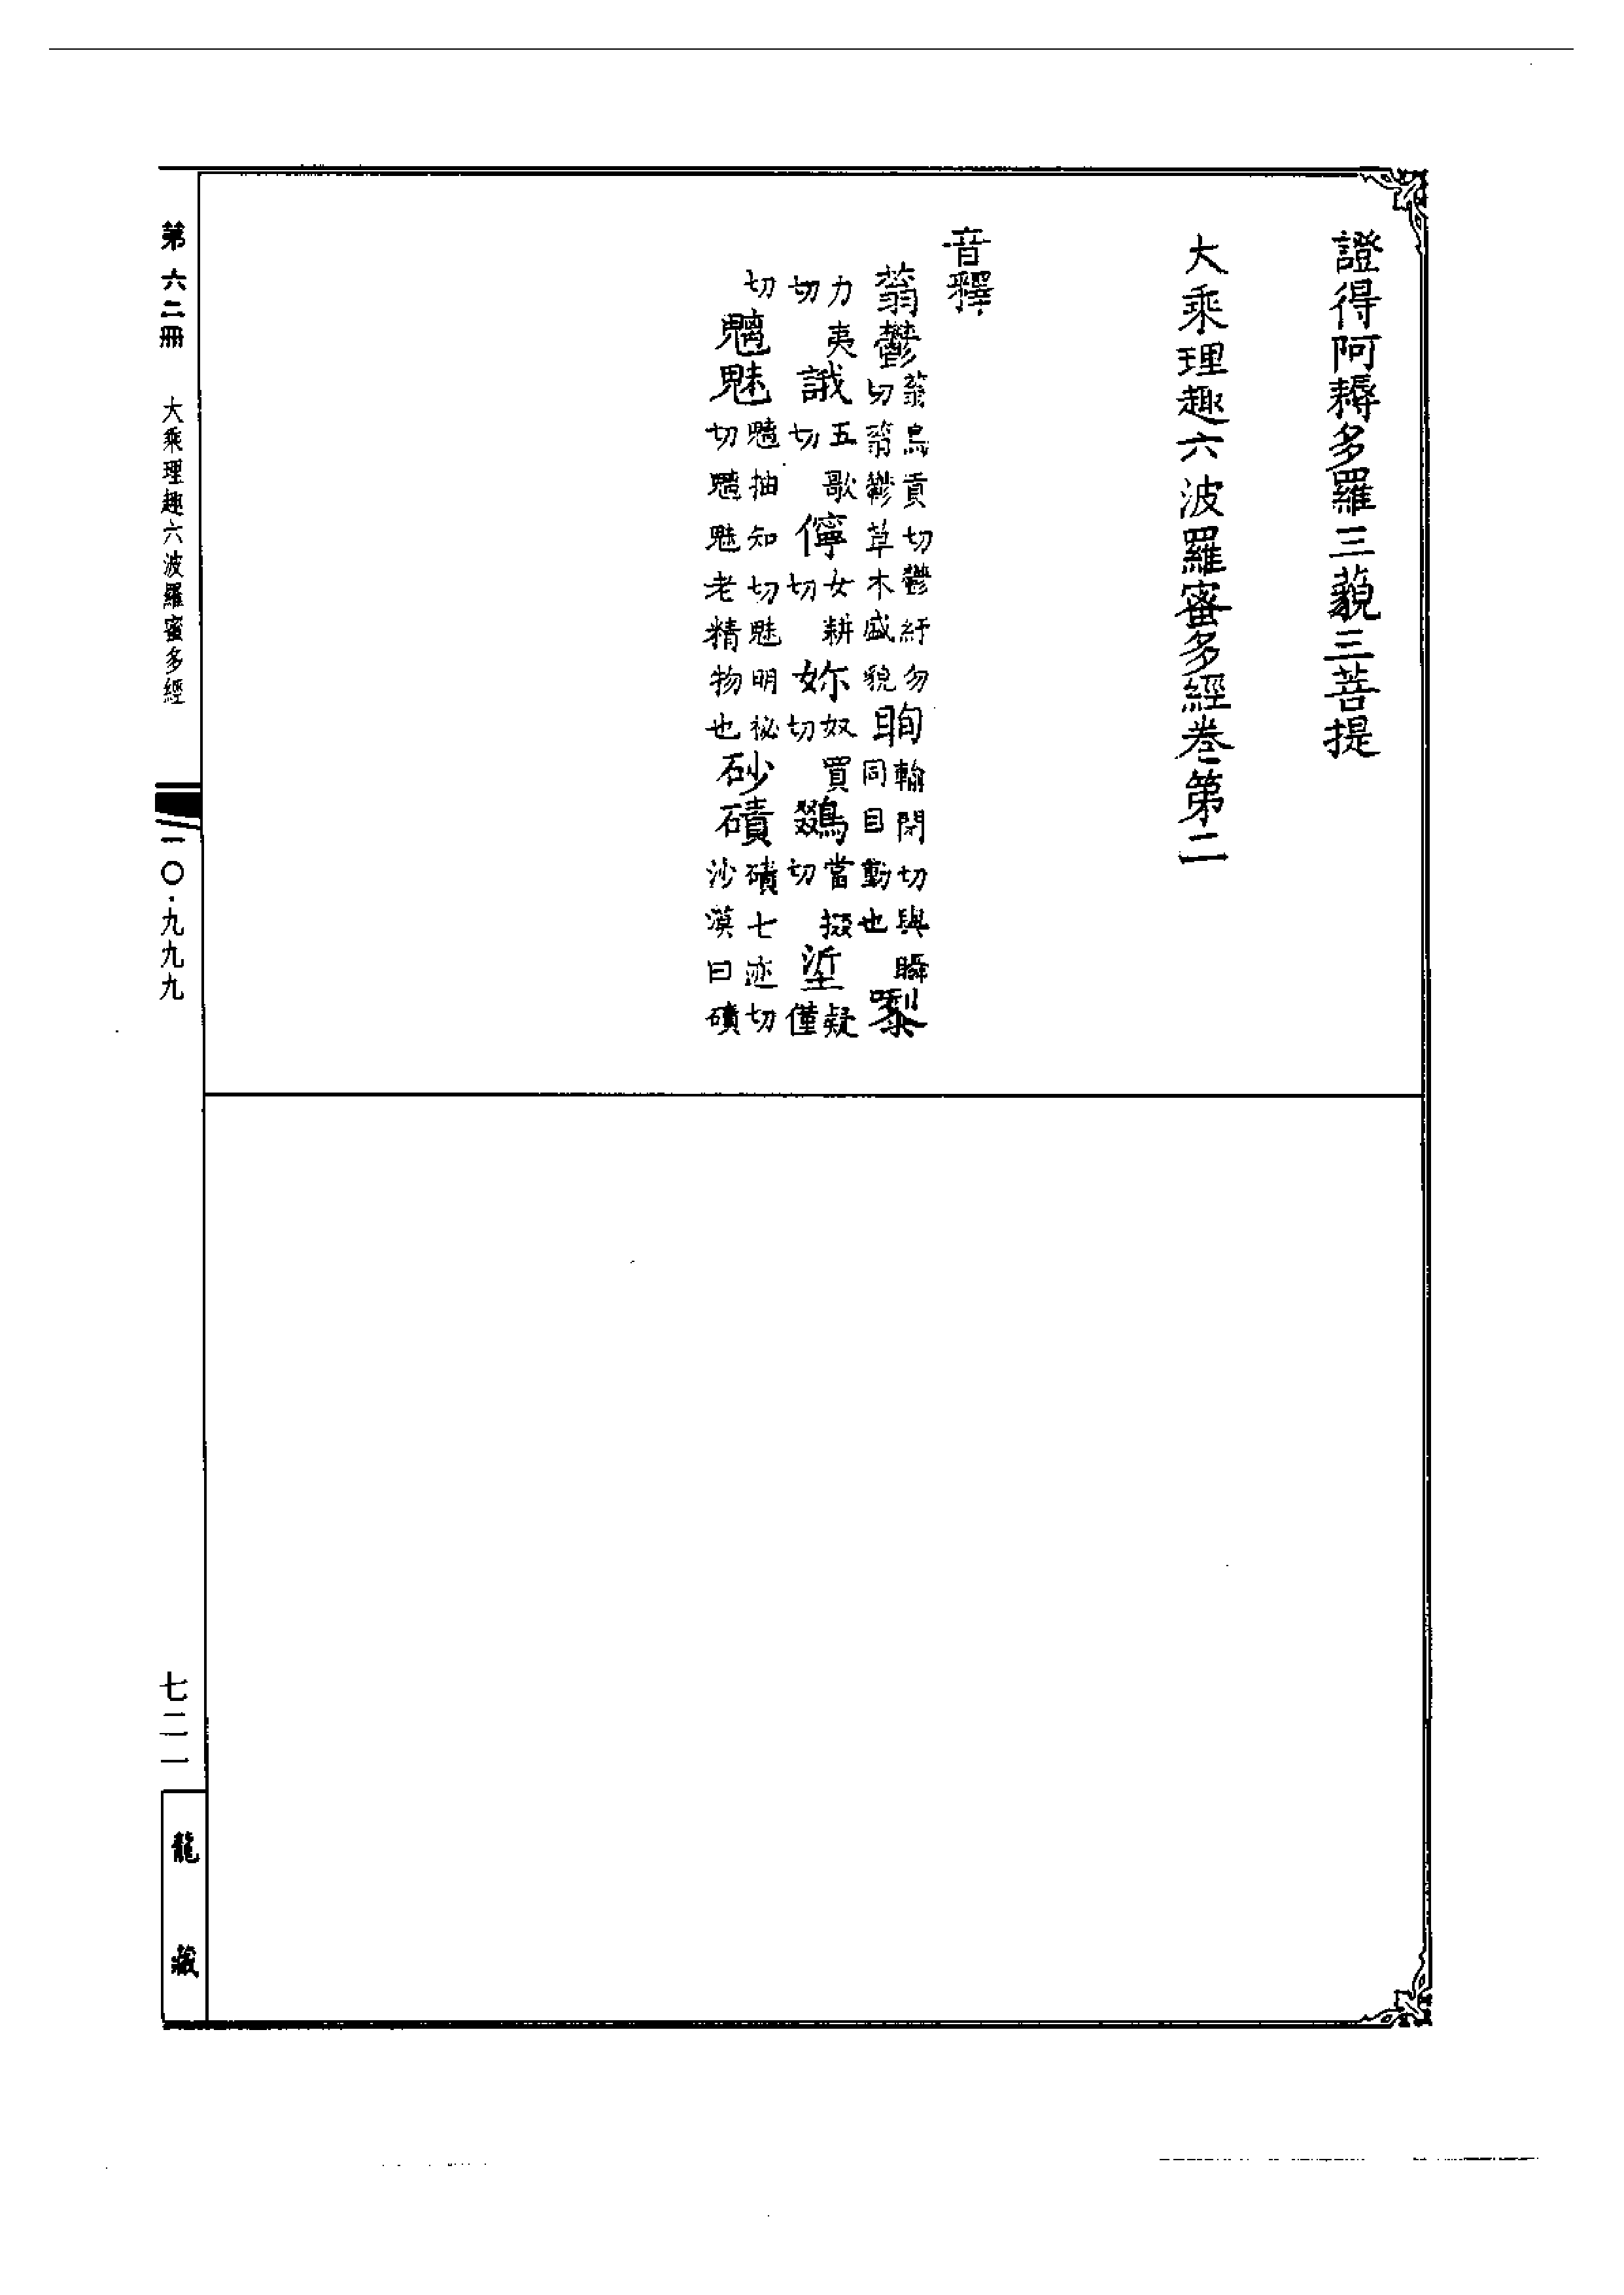 證得阿耨多羅三藐三菩提
大乘理趣六波羅蜜多經卷第二
音釋
蓊鬱蓊烏貢切鬱紆勿切蓊鬱草木盛貌眴輸閏切與瞬同目動也
力夷切誐五歌切儜女耕切妳奴買切鵽當掇切垽疑僅
切魑魅魑抽知切魅明祕切魑魅老精物也砂磧磧七迹切沙漠曰磧
第六二冊 大乘理趣六波羅蜜多經 一〇·九九九 七二一
龍藏